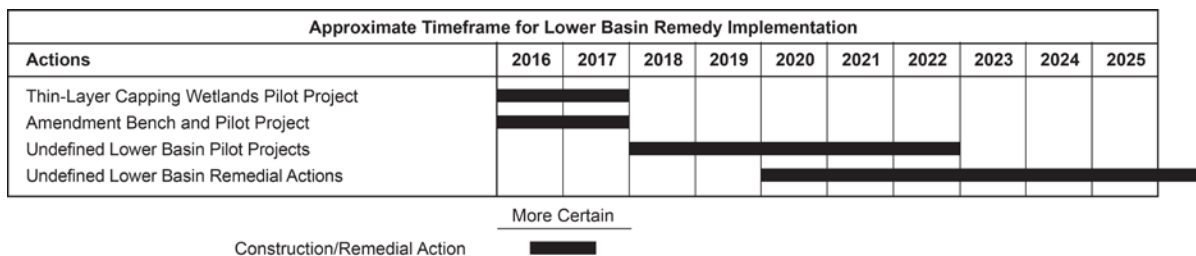 Approximate Timeframe for Lower Basin Remedy Implementation
Actions 2016 2017 2018 2019 2020 2021 2022 2023 2024 2025
Thin-Layer Capping Wetlands Pilot Project
Amendment Bench and Pilot Project
Undefined Lower Basin Pilot Projects
Undefined Lower Basin Remedial Actions
More Certain
Construction/Remedial Action